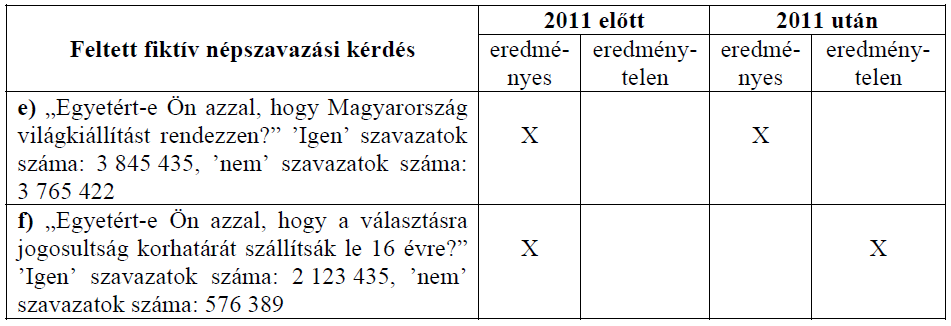 Feltett fiktív népszavazási kérdés
2011 előtt
2011 után
eredmé-
nyes
eredmény-
telen
eredmé-
nyes
eredmény-
telen
e) „Egyetért-e Ön azzal, hogy Magyarország
világkiállítást rendezzen?” ’Igen’ szavazatok
száma: 3 845 435, ’nem’ szavazatok száma:
3 765 422
X
X
f) „Egyetért-e Ön azzal, hogy a választásra
jogosultság korhatárát szállítsák le 16 évre?”
’Igen’ szavazatok száma: 2 123 435, ’nem’
szavazatok száma: 576 389
X
X